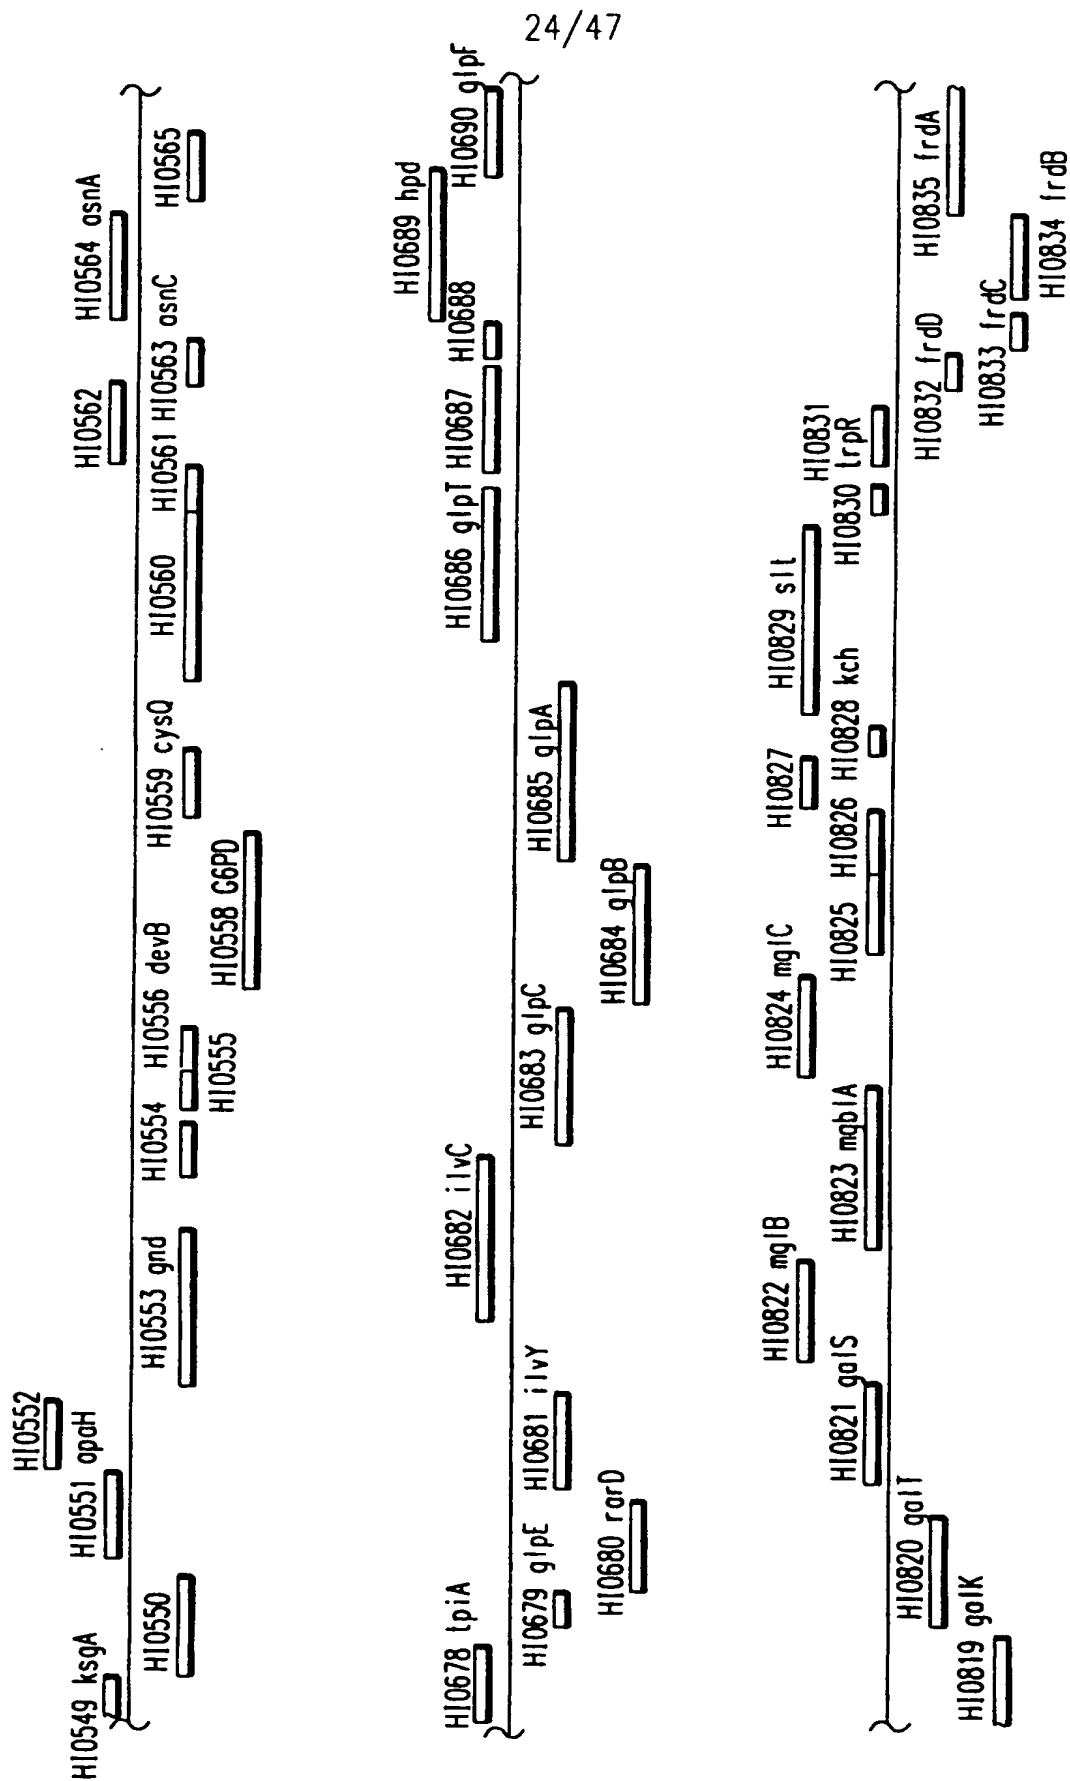 24/47
HI0549 ksgA
HI0550
HI0551 apaH
HI0552
HI0553 gnd
HI0554
HI0555
HI0556 devB
HI0558 G6PD
HI0559 cysQ
HI0560
HI0561
HI0562
HI0563 asnC
HI0564 asnA
HI0565
HI0678 tpiA
HI0679 glpE
HI0680 rarD
HI0681 ilvY
HI0682 ilvC
HI0683 glpC
HI0684 glpB
HI0685 glpA
HI0686 glpT
HI0687
HI0688
HI0689 hpd
HI0690 glpF
HI0819 galK
HI0820 galT
HI0821 galS
HI0822 mglB
HI0823 mgblA
HI0824 mglC
HI0825
HI0826
HI0827
HI0828 kch
HI0829 slt
HI0830
HI0831
trpR
HI0832 frdD
HI0833 frdC
HI0834 frdB
HI0835 frdA